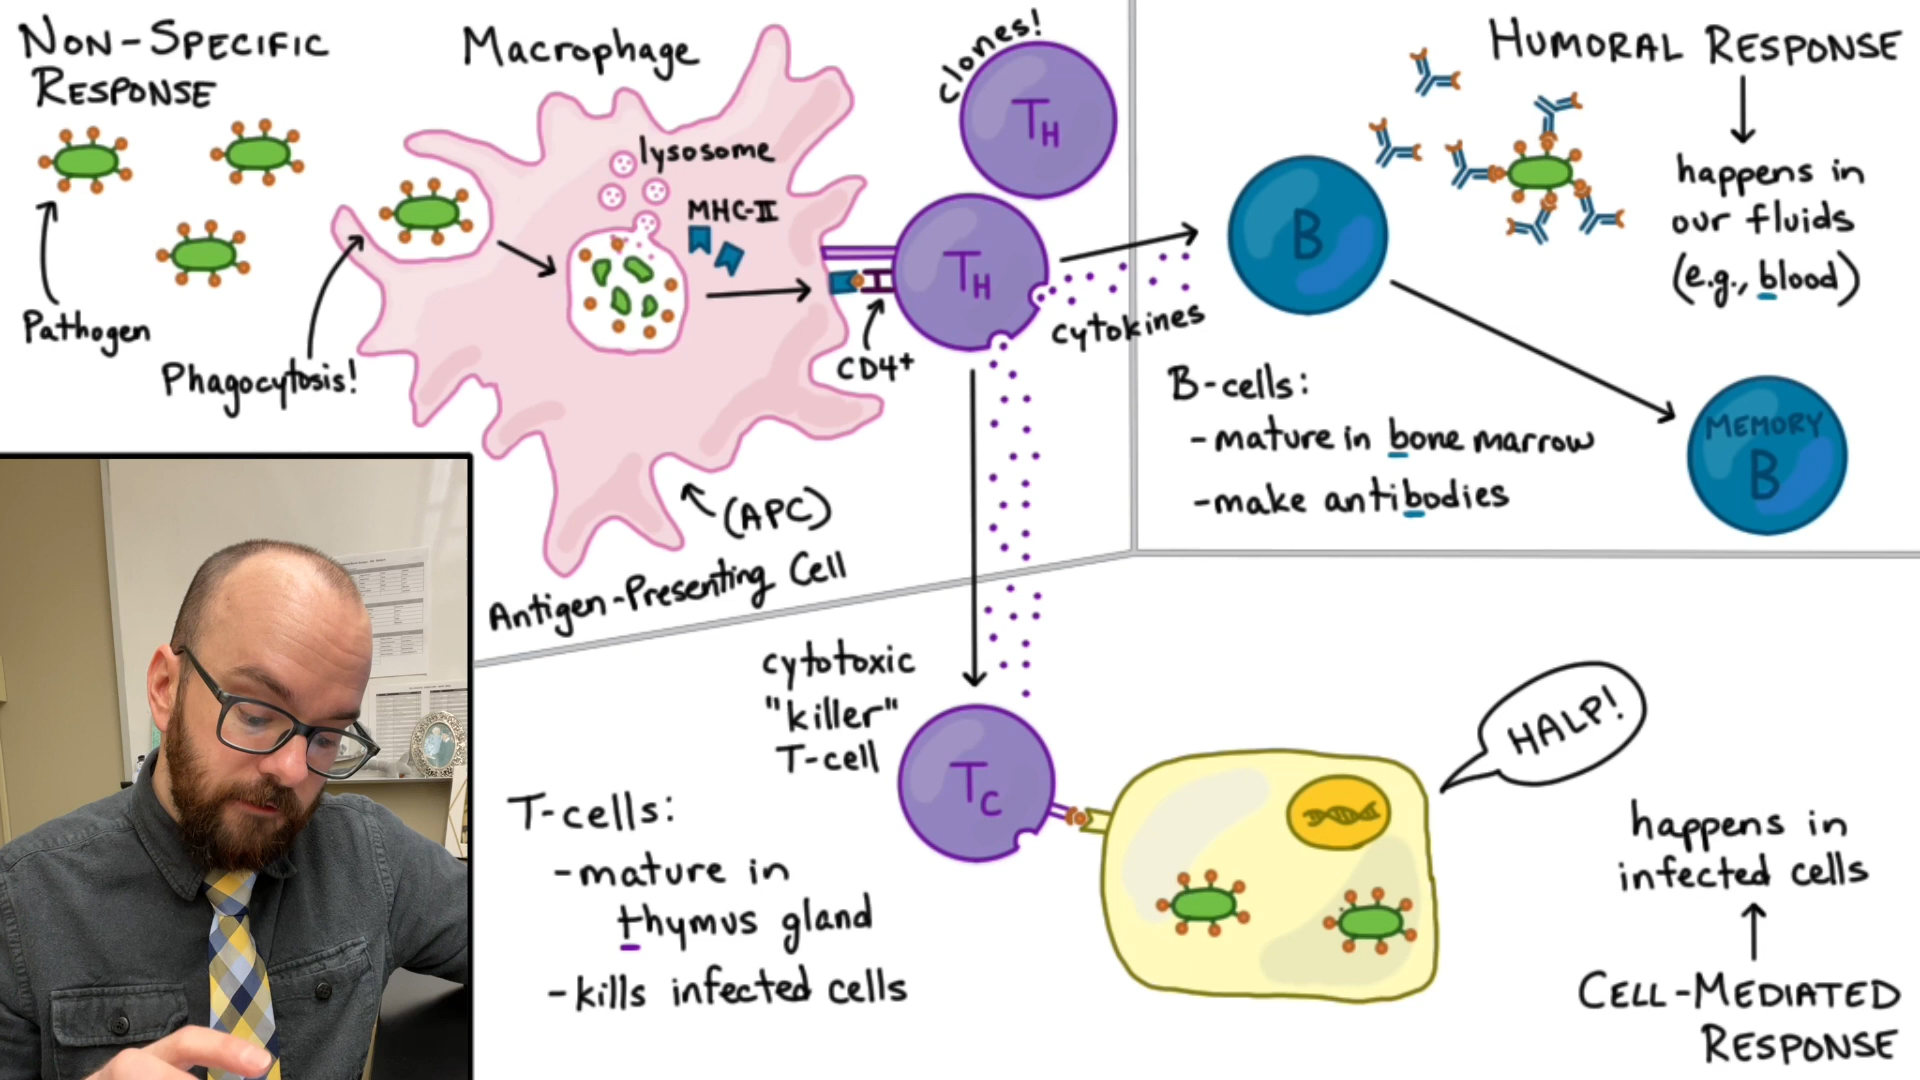 NON-SPECIFIC
RESPONSE
Pathogen
Phagocytosis!
Macrophage
lysosome
MHC-II
CD4+
(APC)
Antigen-Presenting Cell
clones!
TH
TH
cytokines
HUMORAL RESPONSE
happens in
our fluids
(e.g., blood)
B
B-cells:
-mature in bone marrow
-make antibodies
MEMORY
B
cytotoxic
"killer"
T-cell
TC
T-cells:
-mature in
thymus gland
-kills infected cells
HALP!
happens in
infected cells
CELL-MEDIATED
RESPONSE